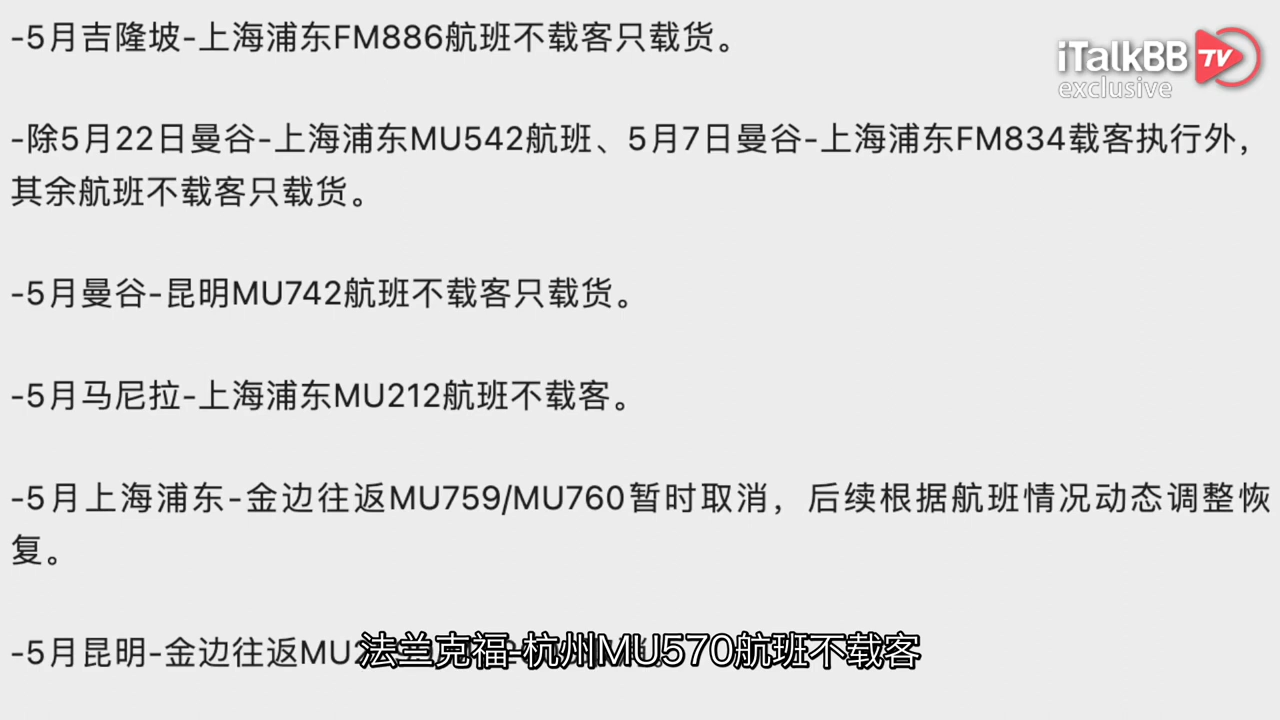 -5月吉隆坡-上海浦东FM886航班不载客只载货。
iTalkBB TV
exclusive
-除5月22日曼谷-上海浦东MU542航班、5月7日曼谷-上海浦东FM834载客执行外，
其余航班不载客只载货。
-5月曼谷-昆明MU742航班不载客只载货。
-5月马尼拉-上海浦东MU212航班不载客。
-5月上海浦东-金边往返MU759/MU760暂时取消，后续根据航班情况动态调整恢
复。
-5月昆明-金边往返MU2
法兰克福-杭州MU570航班不载客